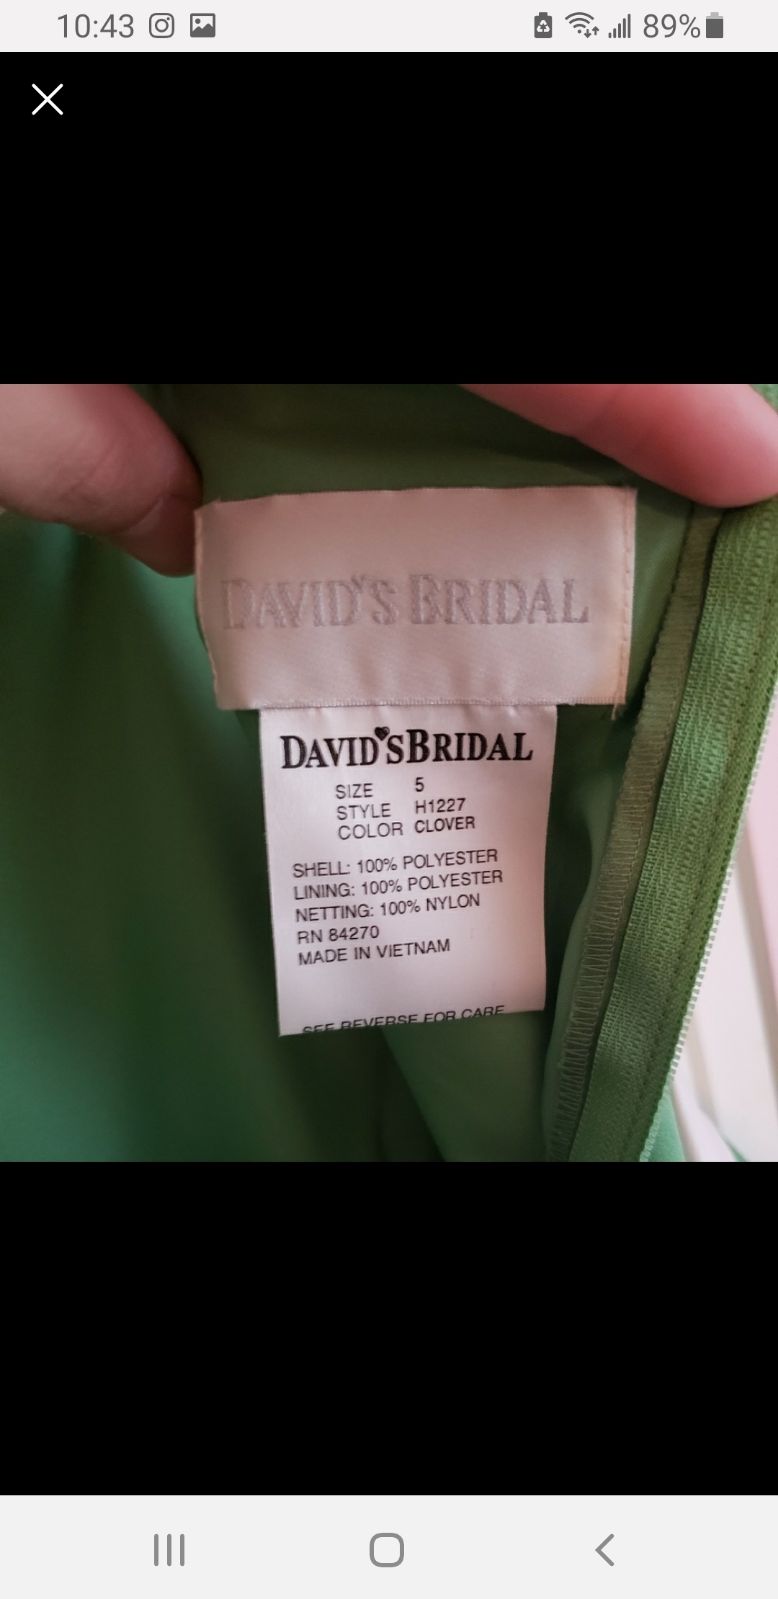 10:43
89%
DAVID'S BRIDAL
DAVID'SBRIDAL
SIZE 5
STYLE H1227
COLOR CLOVER
SHELL: 100% POLYESTER
LINING: 100% POLYESTER
NETTING: 100% NYLON
RN 84270
MADE IN VIETNAM
SEE REVERSE FOR CARE